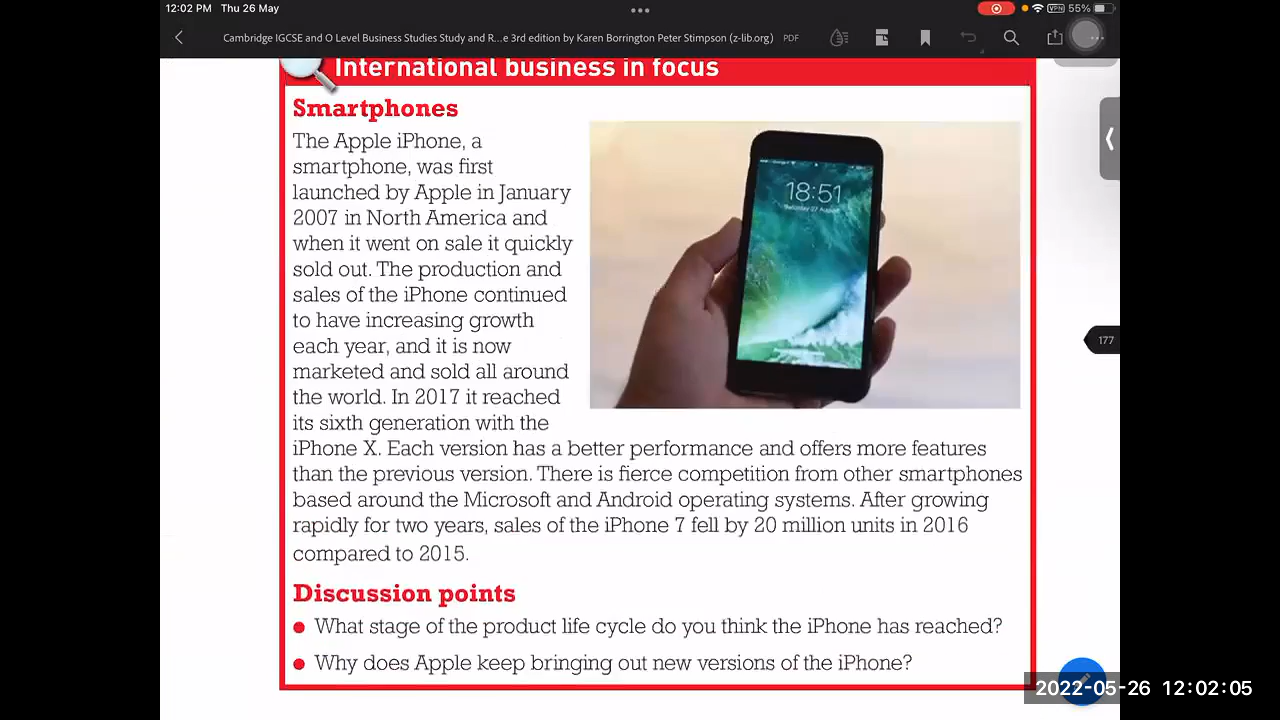 12:02 PM Thu 26 May
55%
Cambridge IGCSE and O Level Business Studies Study and R...e 3rd edition by Karen Borrington Peter Stimpson (z-lib.org) PDF
International business in focus
Smartphones
The Apple iPhone, a
smartphone, was first
launched by Apple in January
2007 in North America and
when it went on sale it quickly
sold out. The production and
sales of the iPhone continued
to have increasing growth
each year, and it is now
marketed and sold all around
the world. In 2017 it reached
its sixth generation with the
iPhone X. Each version has a better performance and offers more features
than the previous version. There is fierce competition from other smartphones
based around the Microsoft and Android operating systems. After growing
rapidly for two years, sales of the iPhone 7 fell by 20 million units in 2016
compared to 2015.
18:51
Saturday 27 August
177
Discussion points
What stage of the product life cycle do you think the iPhone has reached?
Why does Apple keep bringing out new versions of the iPhone?
2022-05-26 12:02:05